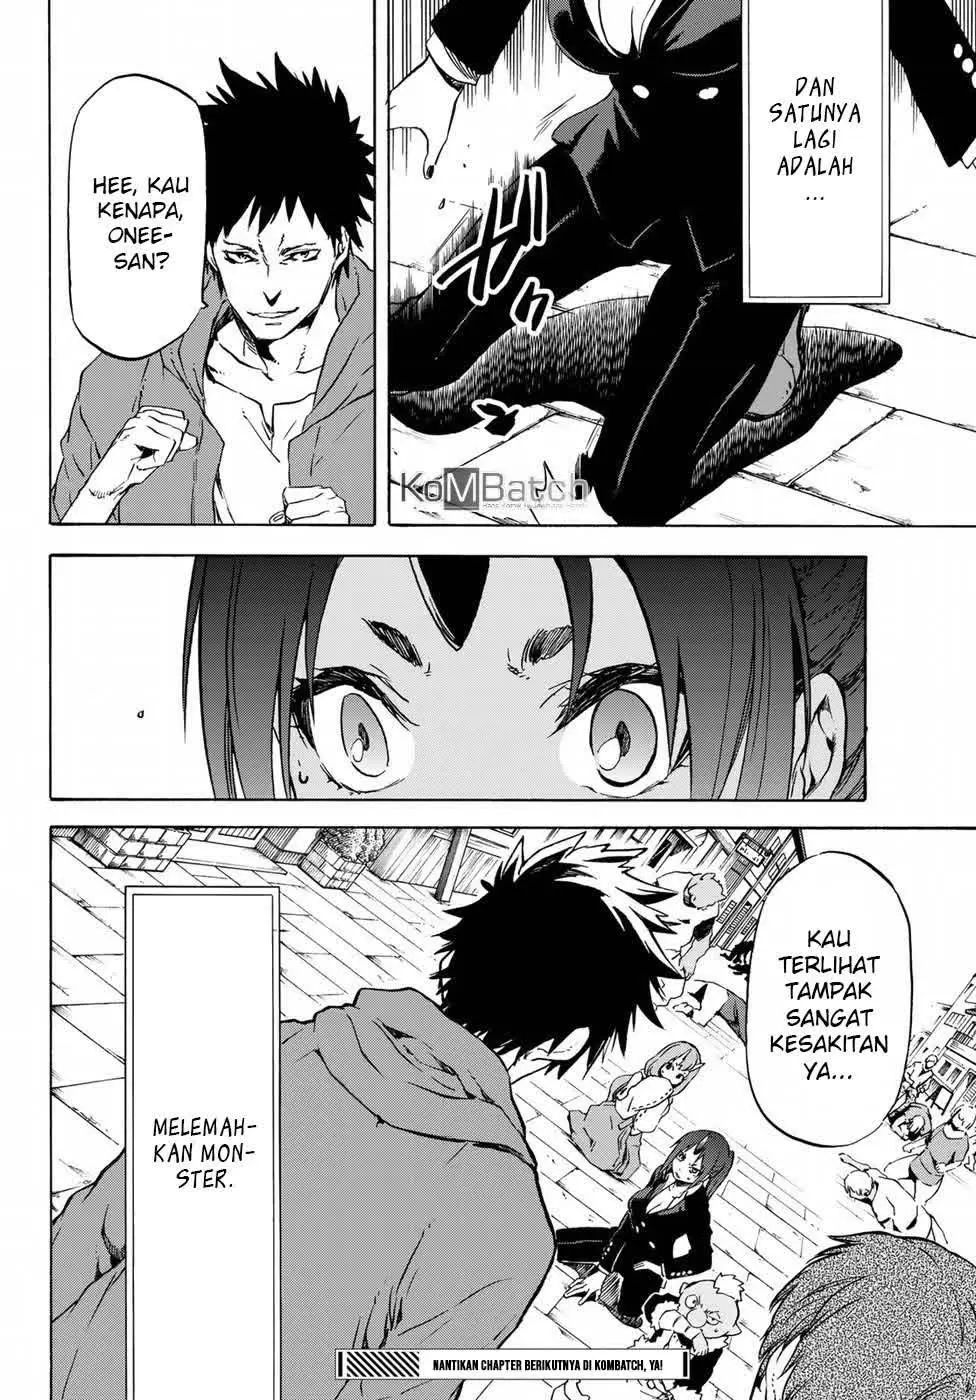 DAN
SATUNYA
LAGI
ADALAH
...
HEE, KAU
KENAPA,
ONEE-
SAN?
KoMBatch
KAU
TERLIHAT
TAMPAK
SANGAT
KESAKITAN
YA...
MELEMAH-
KAN MON-
STER.
NANTIKAN CHAPTER BERIKUTNYA DI KOMBATCH, YA!